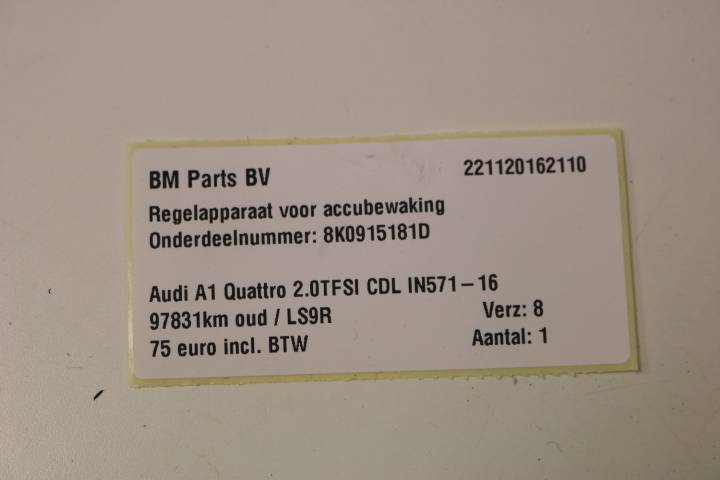 BM Parts BV 221120162110
Regelapparaat voor accubewaking
Onderdeelnummer: 8K0915181D
Audi A1 Quattro 2.0TFSI CDL IN571-16
97831km oud / LS9R Verz: 8
75 euro incl. BTW Aantal: 1